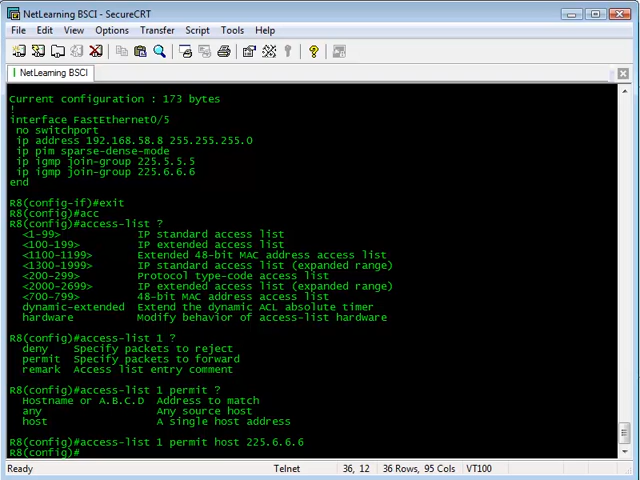 NetLearning BSCI - SecureCRT
File Edit View Options Transfer Script Tools Help
NetLearning BSCI
Current configuration : 173 bytes
!
interface FastEthernet0/5
no switchport
ip address 192.168.58.8 255.255.255.0
ip pim sparse-dense-mode
ip igmp join-group 225.5.5.5
ip igmp join-group 225.6.6.6
end
R8(config-if)#exit
R8(config)#acc
R8(config)#access-list ?
<1-99> IP standard access list
<100-199> IP extended access list
<1100-1199> Extended 48-bit MAC address access list
<1300-1999> IP standard access list (expanded range)
<200-299> Protocol type-code access list
<2000-2699> IP extended access list (expanded range)
<700-799> 48-bit MAC address access list
dynamic-extended Extend the dynamic ACL absolute timer
hardware Modify behavior of access-list hardware
R8(config)#access-list 1 ?
deny Specify packets to reject
permit Specify packets to forward
remark Access list entry comment
R8(config)#access-list 1 permit ?
Hostname or A.B.C.D Address to match
any Any source host
host A single host address
R8(config)#access-list 1 permit host 225.6.6.6
R8(config)#
Ready Telnet 36, 12 36 Rows, 95 Cols VT100